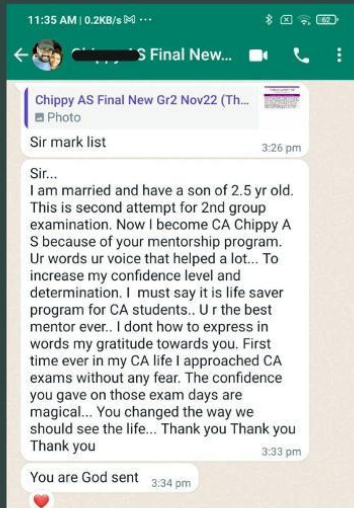 11:35 AM | 0.2KB/s ...
62
S Final New...
Chippy AS Final New Gr2 Nov22 (Th...
Photo
Sir mark list
3:26 pm
Sir...
I am married and have a son of 2.5 yr old.
This is second attempt for 2nd group
examination. Now I become CA Chippy A
S because of your mentorship program.
Ur words ur voice that helped a lot... To
increase my confidence level and
determination. I must say it is life saver
program for CA students.. U r the best
mentor ever.. I dont how to express in
words my gratitude towards you. First
time ever in my CA life I approached CA
exams without any fear. The confidence
you gave on those exam days are
magical... You changed the way we
should see the life... Thank you Thank you
Thank you
3:33 pm
You are God sent
3:34 pm